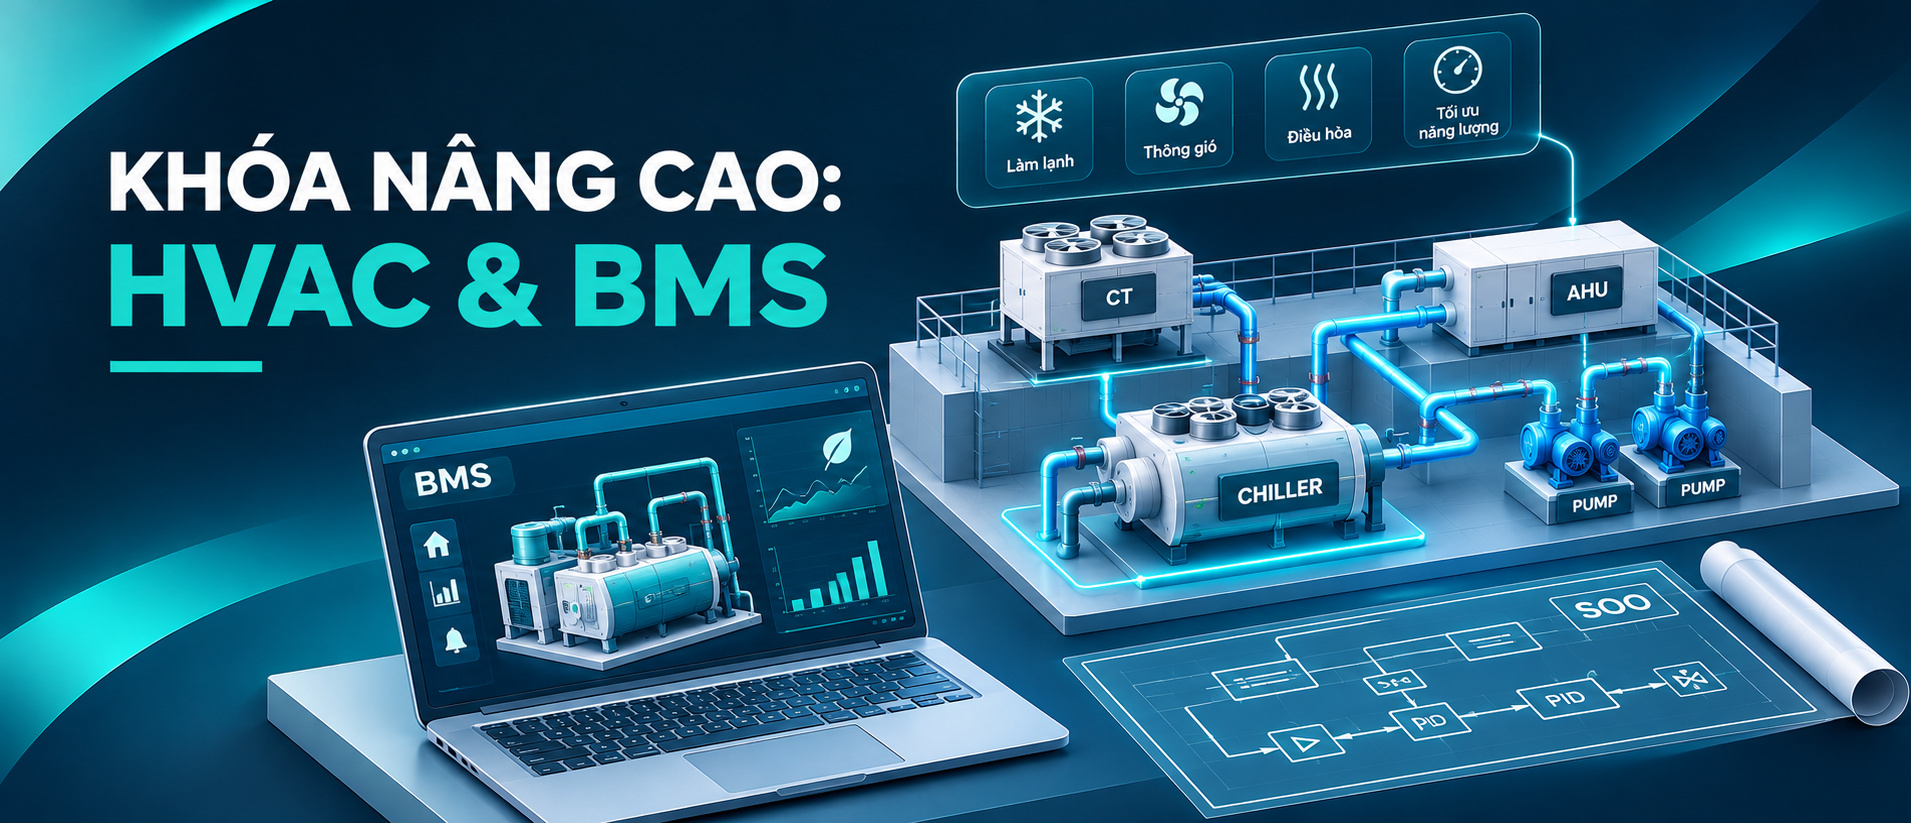 KHÓA NÂNG CAO:
HVAC & BMS
Làm lạnh
Thông gió
Điều hòa
Tối ưu
năng lượng
CT
AHU
CHILLER
PUMP
PUMP
BMS
SOO
PID
PID